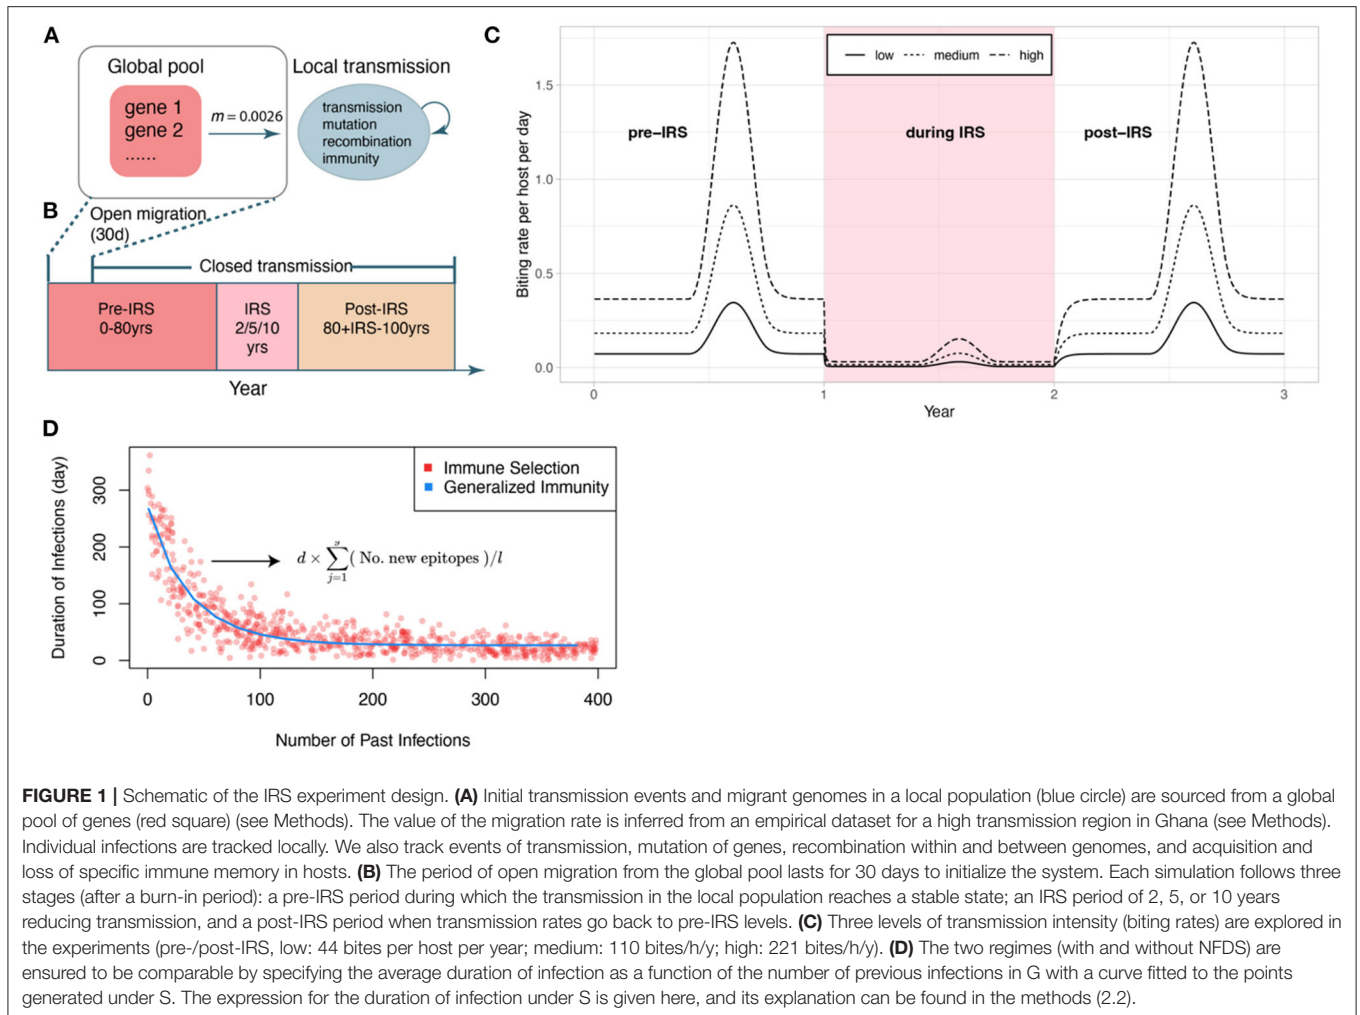 A
Global pool
gene 1
gene 2
......
m = 0.0026
Local transmission
transmission
mutation
recombination
immunity
B
Open migration
(30d)
Closed transmission
Pre-IRS
0-80yrs
IRS
2/5/10
yrs
Post-IRS
80+IRS-100yrs
Year
C
low
medium
high
pre–IRS
during IRS
post–IRS
Biting rate per host per day
1.5
1.0
0.5
0.0
0
1
2
3
Year
D
Immune Selection
Generalized Immunity
Duration of Infections (day)
300
200
100
0
0
100
200
300
400
Number of Past Infections
FIGURE 1 | Schematic of the IRS experiment design. (A) Initial transmission events and migrant genomes in a local population (blue circle) are sourced from a global
pool of genes (red square) (see Methods). The value of the migration rate is inferred from an empirical dataset for a high transmission region in Ghana (see Methods).
Individual infections are tracked locally. We also track events of transmission, mutation of genes, recombination within and between genomes, and acquisition and
loss of specific immune memory in hosts. (B) The period of open migration from the global pool lasts for 30 days to initialize the system. Each simulation follows three
stages (after a burn-in period): a pre-IRS period during which the transmission in the local population reaches a stable state; an IRS period of 2, 5, or 10 years
reducing transmission, and a post-IRS period when transmission rates go back to pre-IRS levels. (C) Three levels of transmission intensity (biting rates) are explored in
the experiments (pre-/post-IRS, low: 44 bites per host per year; medium: 110 bites/h/y; high: 221 bites/h/y). (D) The two regimes (with and without NFDS) are
ensured to be comparable by specifying the average duration of infection as a function of the number of previous infections in G with a curve fitted to the points
generated under S. The expression for the duration of infection under S is given here, and its explanation can be found in the methods (2.2).